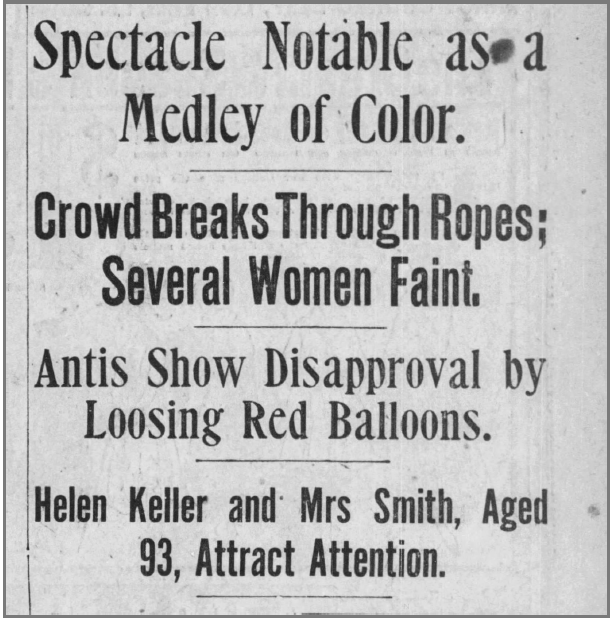 Spectacle Notable as a
Medley of Color.
Crowd Breaks Through Ropes;
Several Women Faint.
Antis Show Disapproval by
Loosing Red Balloons.
Helen Keller and Mrs Smith, Aged
93, Attract Attention.